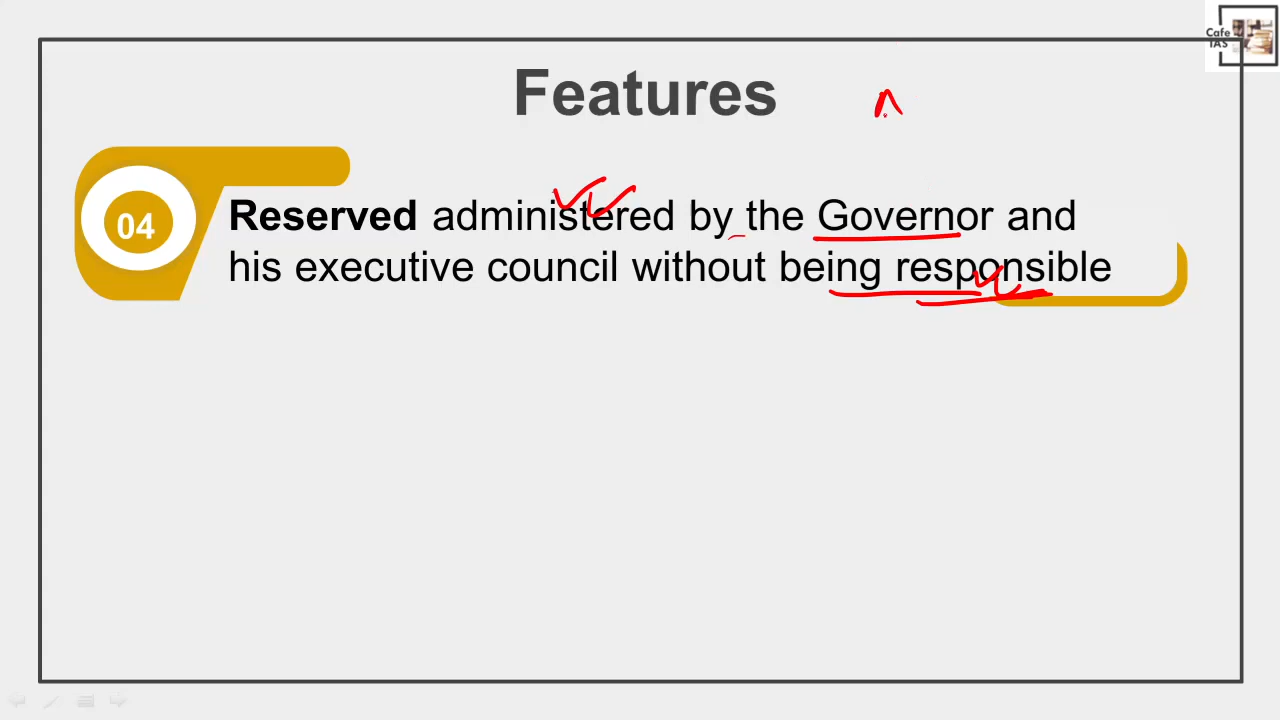 Cafe
IAS
Features
04
Reserved administered by the Governor and
his executive council without being responsible